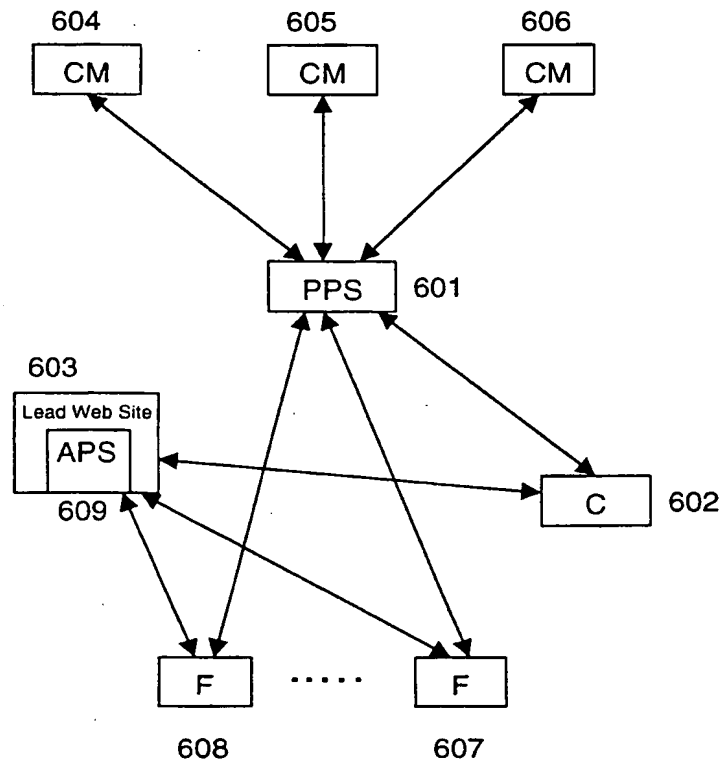 604
605
606
CM
CM
CM
PPS
601
603
Lead Web Site
APS
609
C
602
F
.....
F
608
607